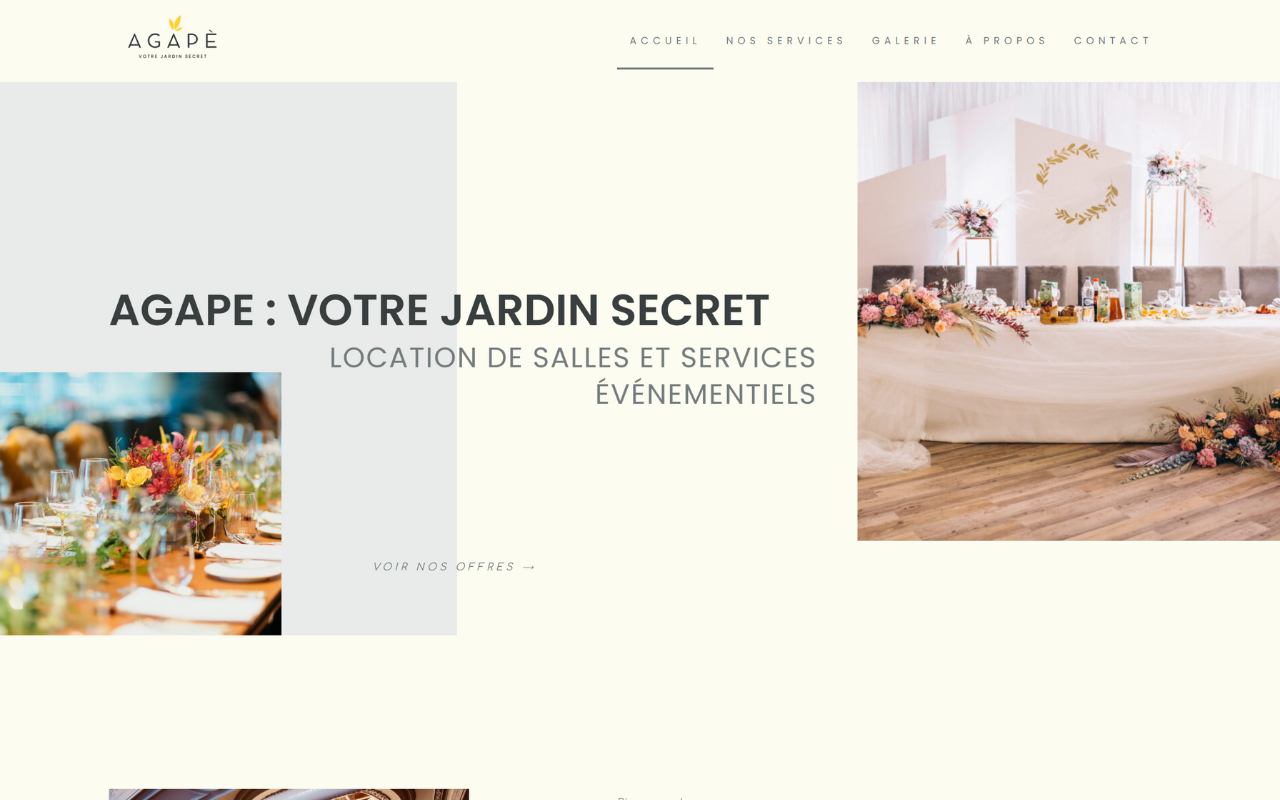 AGAPÈ
VOTRE JARDIN SECRET
ACCUEIL
NOS SERVICES
GALERIE
À PROPOS
CONTACT
AGAPE : VOTRE JARDIN SECRET
LOCATION DE SALLES ET SERVICES
ÉVÉNEMENTIELS
VOIR NOS OFFRES →